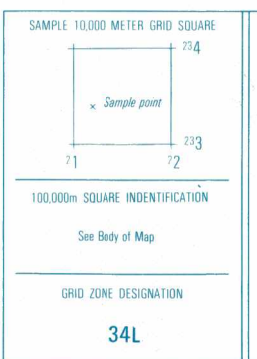 SAMPLE 10,000 METER GRID SQUARE
234
Sample point
233
21 22
100,000m SQUARE INDENTIFICATION
See Body of Map
GRID ZONE DESIGNATION
34L